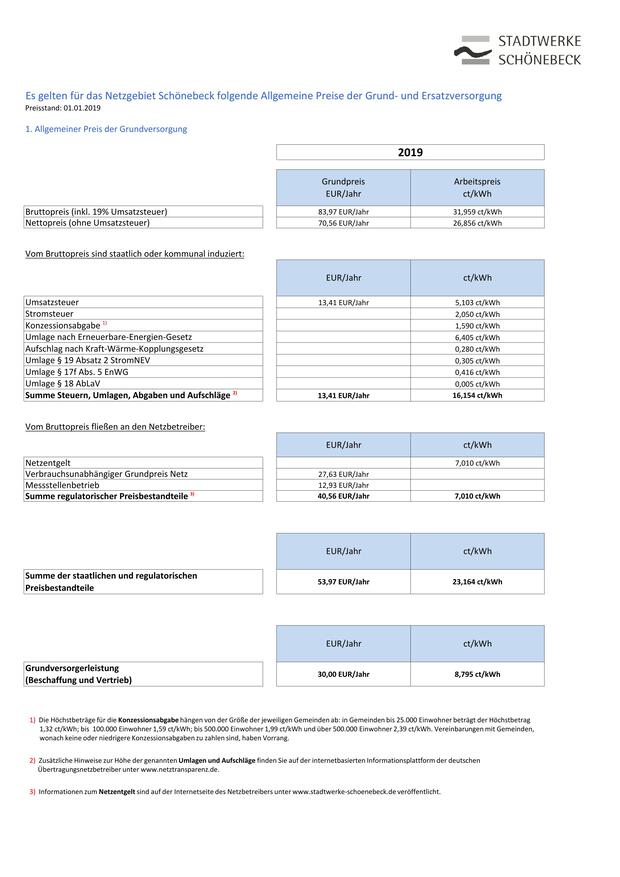 STADTWERKE
SCHÖNEBECK
Es gelten für das Netzgebiet Schönebeck folgende Allgemeine Preise der Grund- und Ersatzversorgung
Preisstand: 01.01.2019
1. Allgemeiner Preis der Grundversorgung
2019
Grundpreis Arbeitspreis
EUR/Jahr ct/kWh
Bruttopreis (inkl. 19% Umsatzsteuer) 83,97 EUR/Jahr 31,959 ct/kWh
Nettopreis (ohne Umsatzsteuer) 70,56 EUR/Jahr 26,856 ct/kWh
Vom Bruttopreis sind staatlich oder kommunal induziert:
EUR/Jahr ct/kWh
Umsatzsteuer 13,41 EUR/Jahr 5,103 ct/kWh
Stromsteuer 2,050 ct/kWh
Konzessionsabgabe 1) 1,590 ct/kWh
Umlage nach Erneuerbare-Energien-Gesetz 6,405 ct/kWh
Aufschlag nach Kraft-Wärme-Kopplungsgesetz 0,280 ct/kWh
Umlage § 19 Absatz 2 StromNEV 0,305 ct/kWh
Umlage § 17f Abs. 5 EnWG 0,416 ct/kWh
Umlage § 18 AbLaV 0,005 ct/kWh
Summe Steuern, Umlagen, Abgaben und Aufschläge 2) 13,41 EUR/Jahr 16,154 ct/kWh
Vom Bruttopreis fließen an den Netzbetreiber:
EUR/Jahr ct/kWh
Netzentgelt 7,010 ct/kWh
Verbrauchsunabhängiger Grundpreis Netz 27,63 EUR/Jahr
Messstellenbetrieb 12,93 EUR/Jahr
Summe regulatorischer Preisbestandteile 3) 40,56 EUR/Jahr 7,010 ct/kWh
EUR/Jahr ct/kWh
Summe der staatlichen und regulatorischen
Preisbestandteile 53,97 EUR/Jahr 23,164 ct/kWh
EUR/Jahr ct/kWh
Grundversorgerleistung
(Beschaffung und Vertrieb) 30,00 EUR/Jahr 8,795 ct/kWh
1) Die Höchstbeträge für die Konzessionsabgabe hängen von der Größe der jeweiligen Gemeinden ab: in Gemeinden bis 25.000 Einwohner beträgt der Höchstbetrag
1,32 ct/kWh; bis 100.000 Einwohner 1,59 ct/kWh; bis 500.000 Einwohner 1,99 ct/kWh und über 500.000 Einwohner 2,39 ct/kWh. Vereinbarungen mit Gemeinden,
wonach keine oder niedrigere Konzessionsabgaben zu zahlen sind, haben Vorrang.
2) Zusätzliche Hinweise zur Höhe der genannten Umlagen und Aufschläge finden Sie auf der internetbasierten Informationsplattform der deutschen
Übertragungsnetzbetreiber unter www.netztransparenz.de.
3) Informationen zum Netzentgelt sind auf der Internetseite des Netzbetreibers unter www.stadtwerke-schoenebeck.de veröffentlicht.